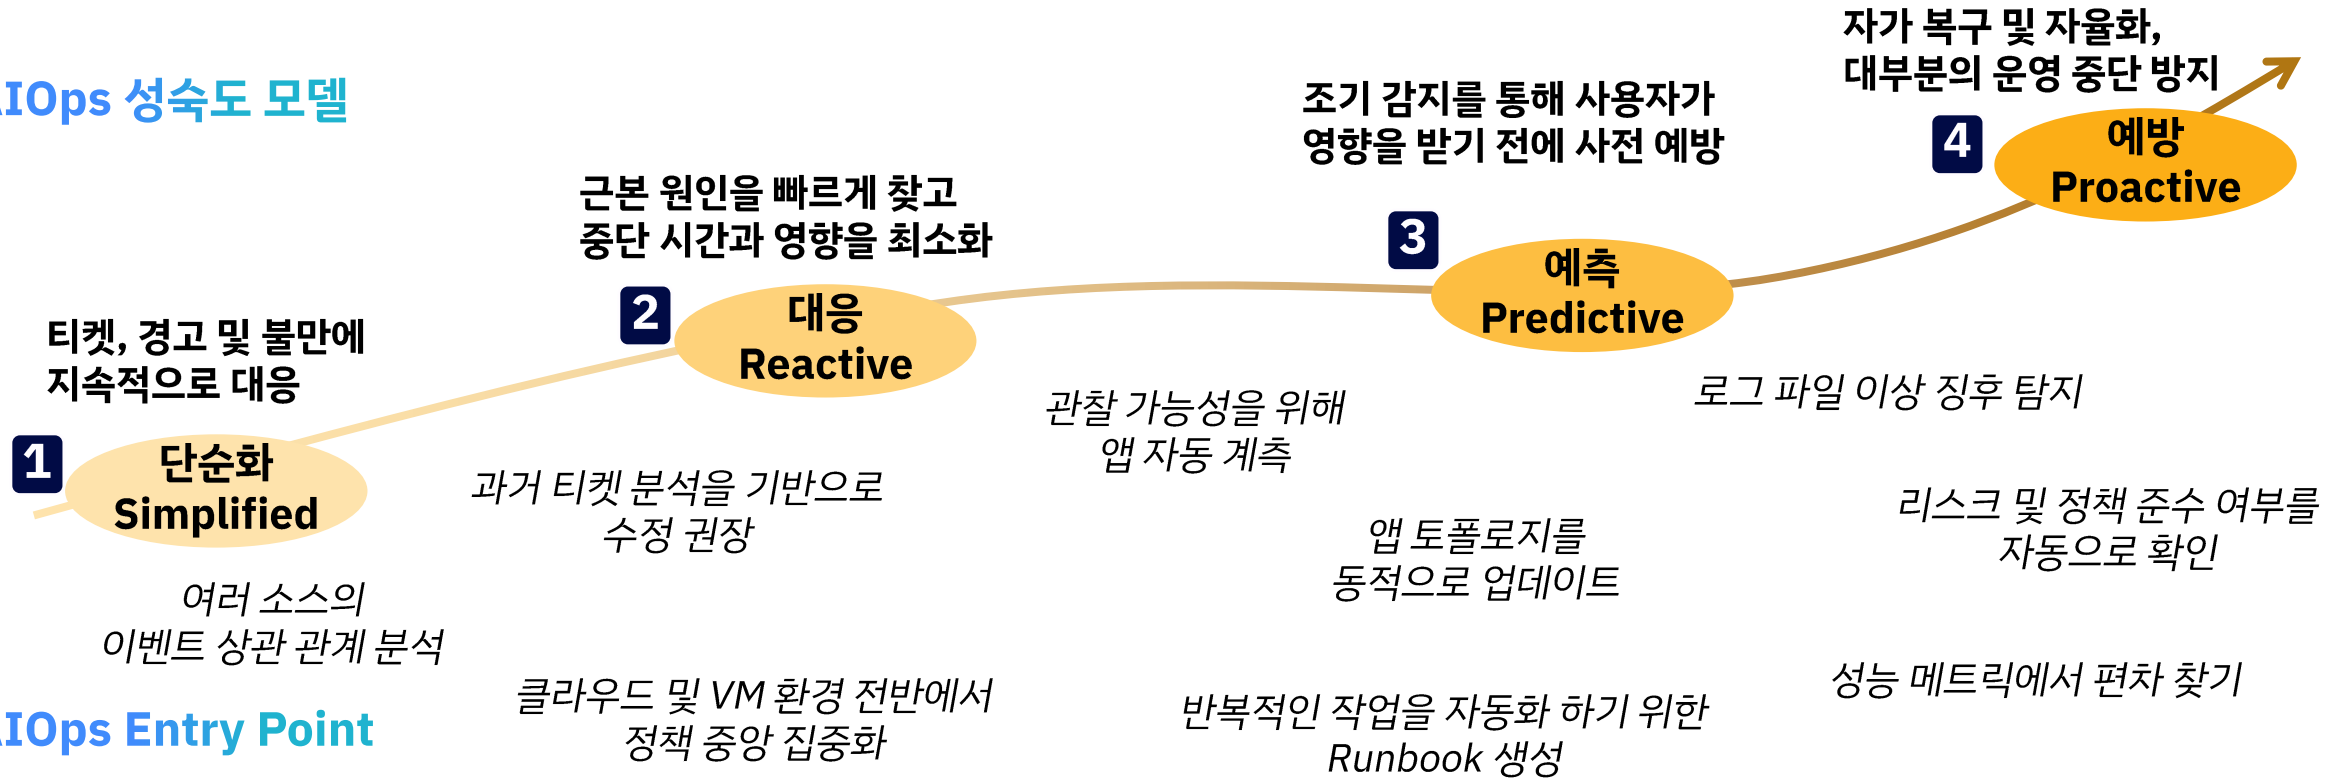 AIOps 성숙도 모델
티켓, 경고 및 불만에
지속적으로 대응
1
단순화
Simplified
근본 원인을 빠르게 찾고
중단 시간과 영향을 최소화
2
대응
Reactive
조기 감지를 통해 사용자가
영향을 받기 전에 사전 예방
3
예측
Predictive
자가 복구 및 자율화,
대부분의 운영 중단 방지
4
예방
Proactive
여러 소스의
이벤트 상관 관계 분석
과거 티켓 분석을 기반으로
수정 권장
클라우드 및 VM 환경 전반에서
정책 중앙 집중화
관찰 가능성을 위해
앱 자동 계측
앱 토폴로지를
동적으로 업데이트
반복적인 작업을 자동화 하기 위한
Runbook 생성
로그 파일 이상 징후 탐지
리스크 및 정책 준수 여부를
자동으로 확인
성능 메트릭에서 편차 찾기
AIOps Entry Point